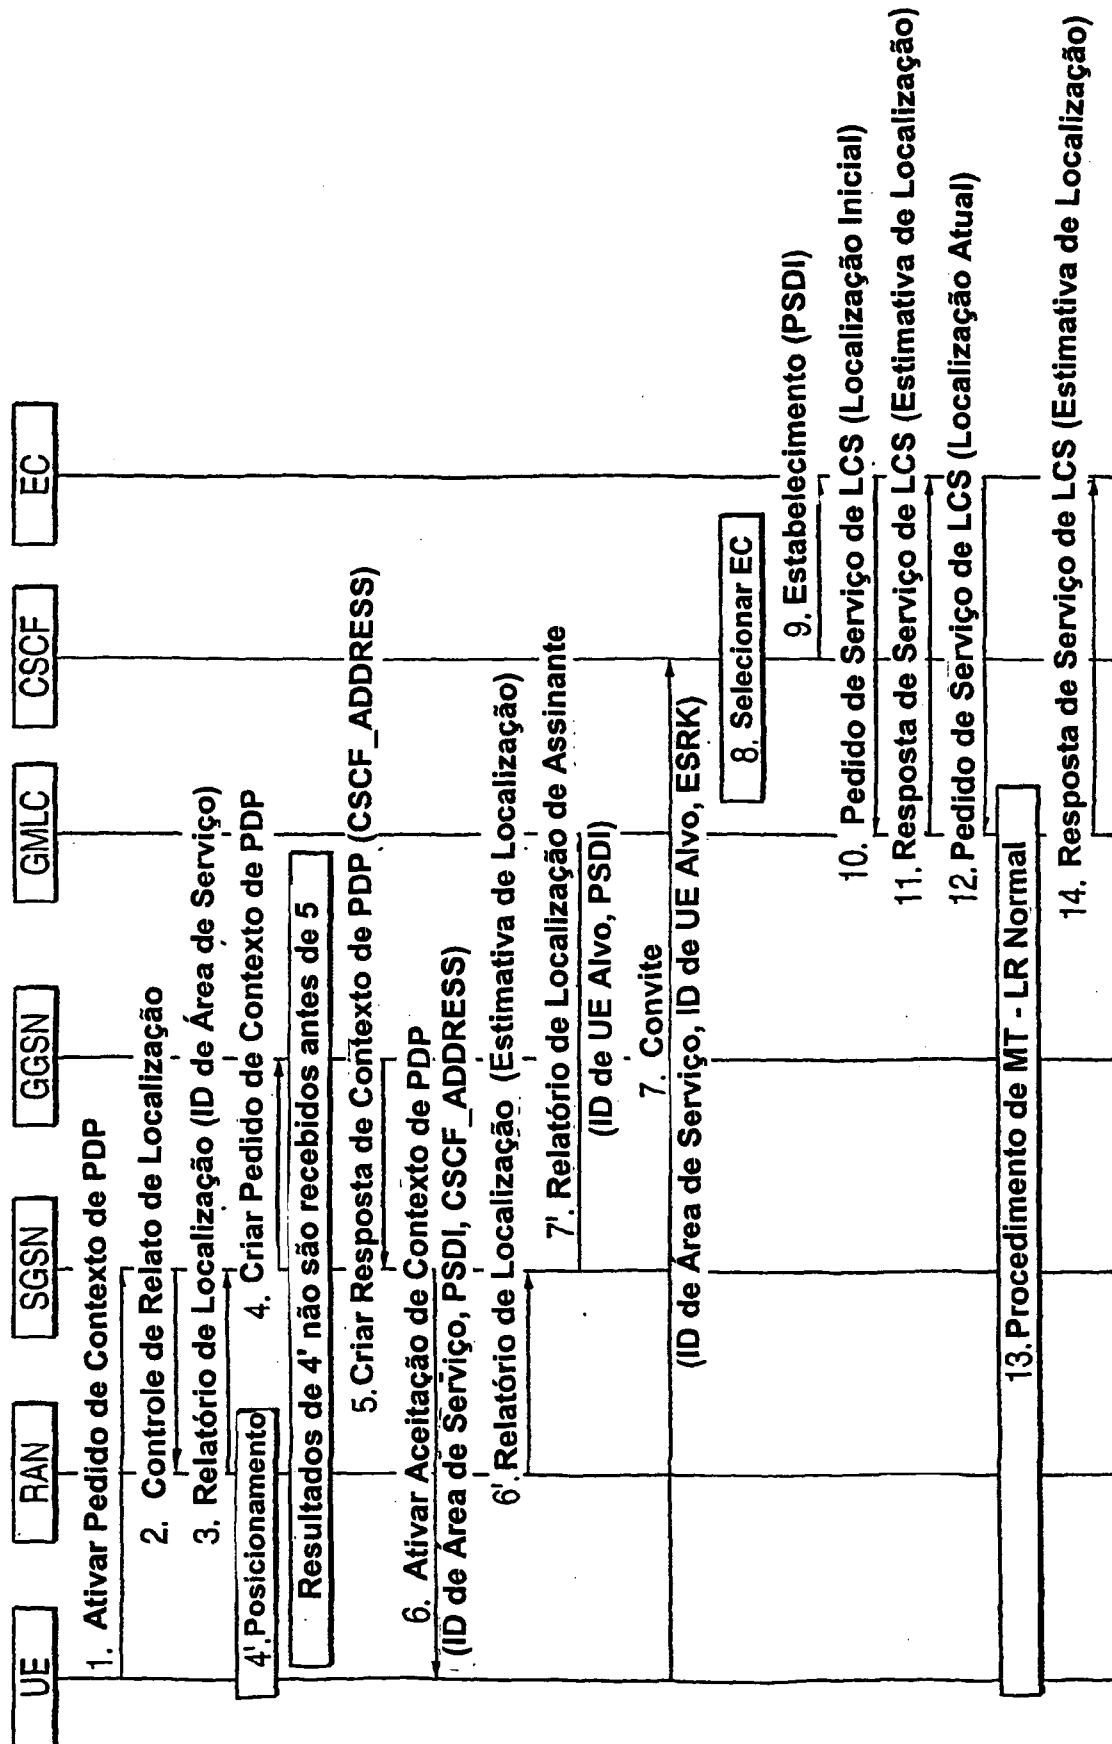 UE
RAN
SGSN
GGSN
GMLC
CSCF
EC
1. Ativar Pedido de Contexto de PDP
2. Controle de Relato de Localização
3. Relatório de Localização (ID de Área de Serviço)
4'. Posicionamento
4. Criar Pedido de Contexto de PDP
Resultados de 4' não são recebidos antes de 5
5. Criar Resposta de Contexto de PDP (CSCF_ADDRESS)
6. Ativar Aceitação de Contexto de PDP
(ID de Área de Serviço, PSDI, CSCF_ADDRESS)
6'. Relatório de Localização (Estimativa de Localização)
7'. Relatório de Localização de Assinante
(ID de UE Alvo, PSDI)
7. Convite
(ID de Área de Serviço, ID de UE Alvo, ESRK)
8. Selecionar EC
9. Estabelecimento (PSDI)
10. Pedido de Serviço de LCS (Localização Inicial)
11. Resposta de Serviço de LCS (Estimativa de Localização)
12. Pedido de Serviço de LCS (Localização Atual)
13. Procedimento de MT - LR Normal
14. Resposta de Serviço de LCS (Estimativa de Localização)